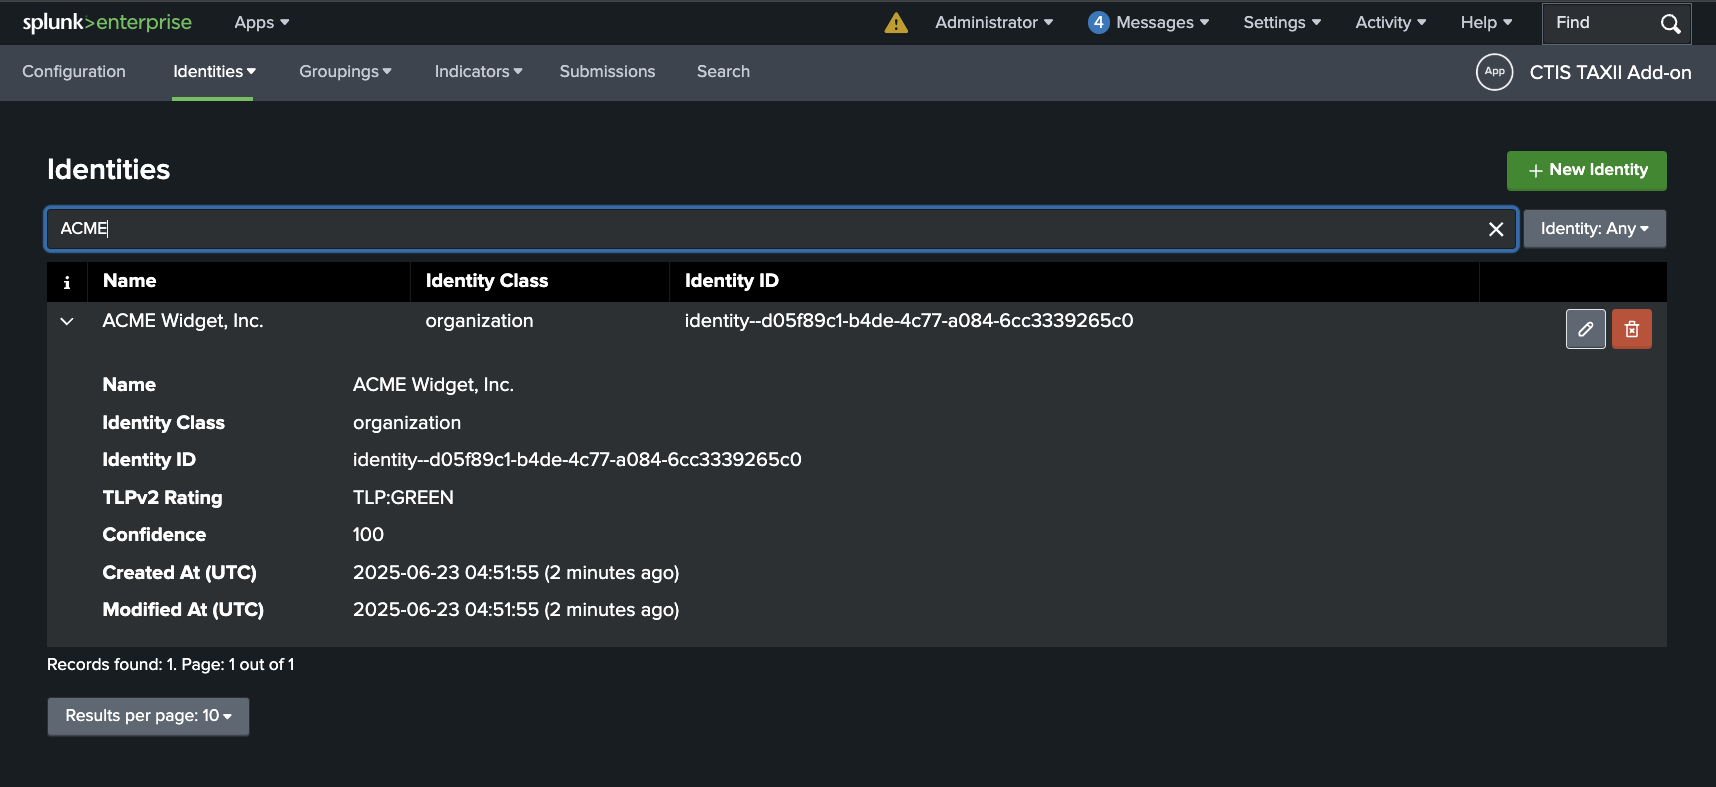 splunk>enterprise Apps Administrator 4 Messages Settings Activity Help Find
Configuration Identities Groupings Indicators Submissions Search App CTIS TAXII Add-on
Identities
+ New Identity
ACME Identity: Any
i Name Identity Class Identity ID
ACME Widget, Inc. organization identity--d05f89c1-b4de-4c77-a084-6cc3339265c0
Name ACME Widget, Inc.
Identity Class organization
Identity ID identity--d05f89c1-b4de-4c77-a084-6cc3339265c0
TLPv2 Rating TLP:GREEN
Confidence 100
Created At (UTC) 2025-06-23 04:51:55 (2 minutes ago)
Modified At (UTC) 2025-06-23 04:51:55 (2 minutes ago)
Records found: 1. Page: 1 out of 1
Results per page: 10